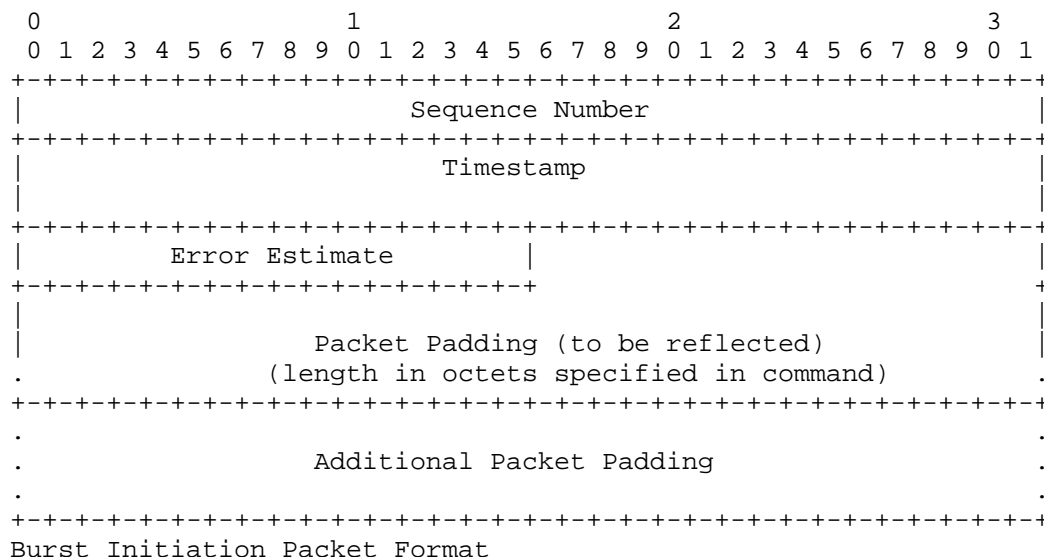 0                   1                   2                   3
0 1 2 3 4 5 6 7 8 9 0 1 2 3 4 5 6 7 8 9 0 1 2 3 4 5 6 7 8 9 0 1
Sequence Number
Timestamp
Error Estimate
Packet Padding (to be reflected)
(length in octets specified in command)
Additional Packet Padding
Burst Initiation Packet Format